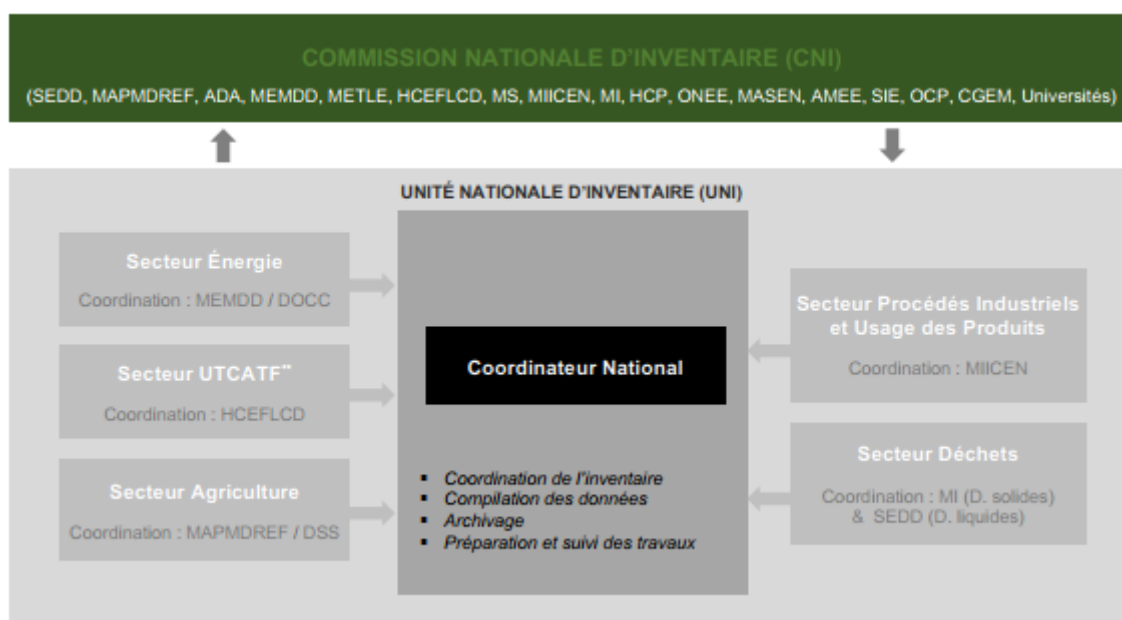 COMMISSION NATIONALE D'INVENTAIRE (CNI)
(SEDD, MAPMDREF, ADA, MEMDD, METLE, HCEFLCD, MS, MIICEN, MI, HCP, ONEE, MASEN, AMEE, SIE, OCP, CGEM, Universités)
UNITÉ NATIONALE D'INVENTAIRE (UNI)
Secteur Énergie
Coordination : MEMDD / DOCC
Secteur UTCATF**
Coordination : HCEFLCD
Secteur Agriculture
Coordination : MAPMDREF / DSS
Coordinateur National
▪ Coordination de l'inventaire
▪ Compilation des données
▪ Archivage
▪ Préparation et suivi des travaux
Secteur Procédés Industriels
et Usage des Produits
Coordination : MIICEN
Secteur Déchets
Coordination : MI (D. solides)
& SEDD (D. liquides)